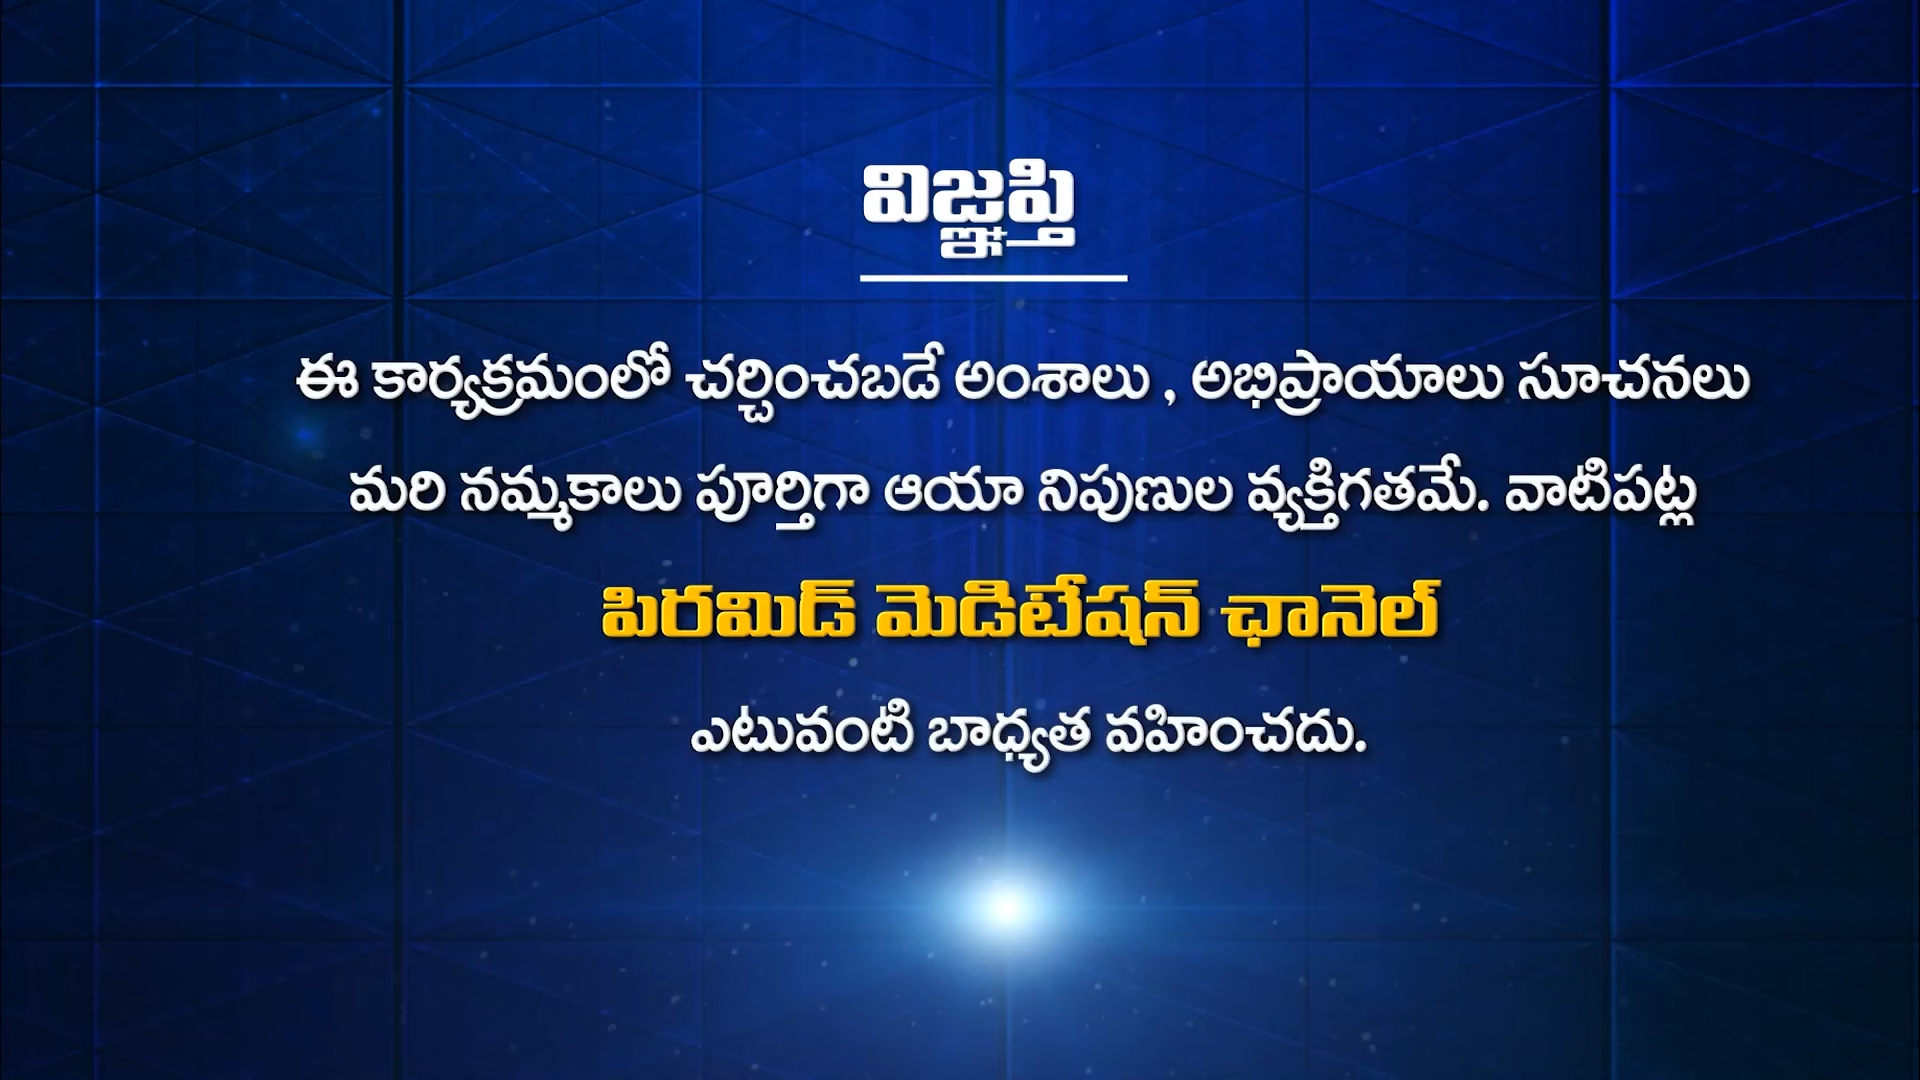 విజ్ఞప్తి
ఈ కార్యక్రమంలో చర్చించబడే అంశాలు , అభిప్రాయాలు సూచనలు
మరి నమ్మకాలు పూర్తిగా ఆయా నిపుణుల వ్యక్తిగతమే. వాటిపట్ల
పిరమిడ్ మెడిటేషన్ ఛానెల్
ఎటువంటి బాధ్యత వహించదు.